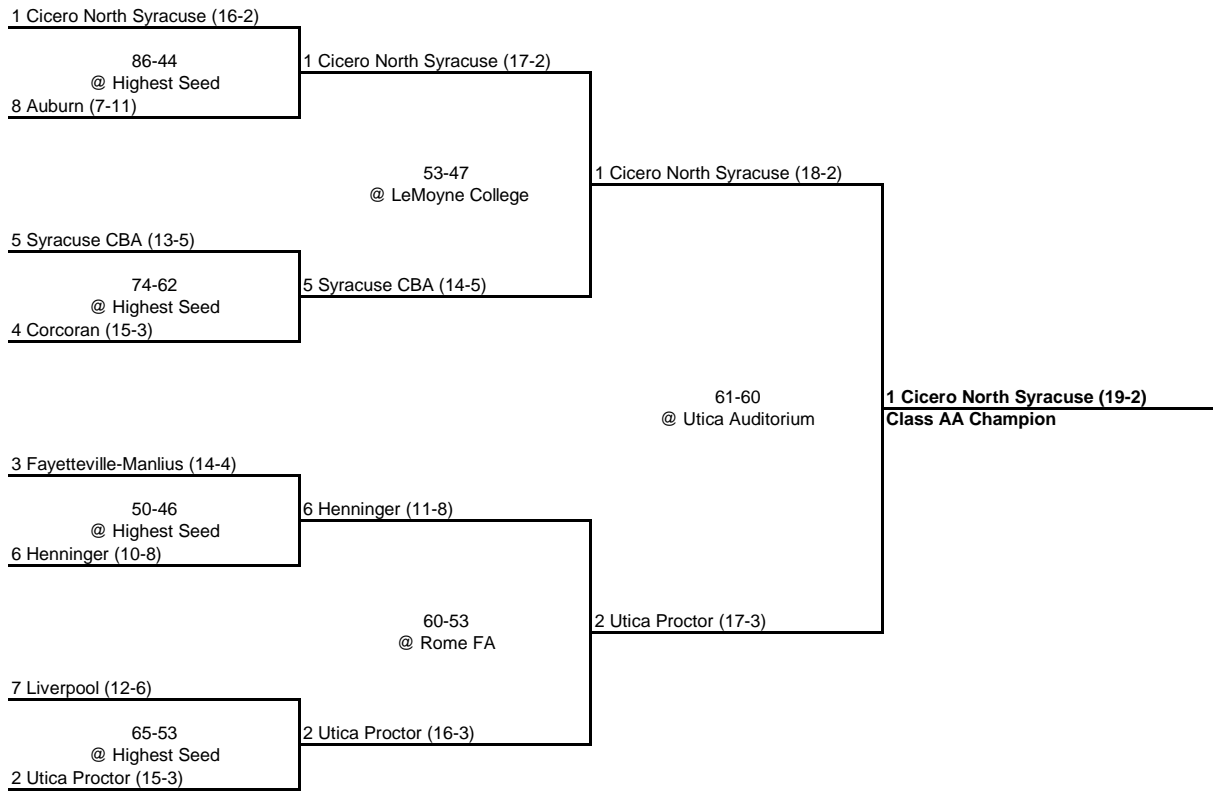 1 Cicero North Syracuse (16-2)
86-44
@ Highest Seed
8 Auburn (7-11)
1 Cicero North Syracuse (17-2)
53-47
@ LeMoyne College
1 Cicero North Syracuse (18-2)
5 Syracuse CBA (13-5)
74-62
@ Highest Seed
4 Corcoran (15-3)
5 Syracuse CBA (14-5)
61-60
@ Utica Auditorium
1 Cicero North Syracuse (19-2)
Class AA Champion
3 Fayetteville-Manlius (14-4)
50-46
@ Highest Seed
6 Henninger (10-8)
6 Henninger (11-8)
60-53
@ Rome FA
2 Utica Proctor (17-3)
7 Liverpool (12-6)
65-53
@ Highest Seed
2 Utica Proctor (15-3)
2 Utica Proctor (16-3)